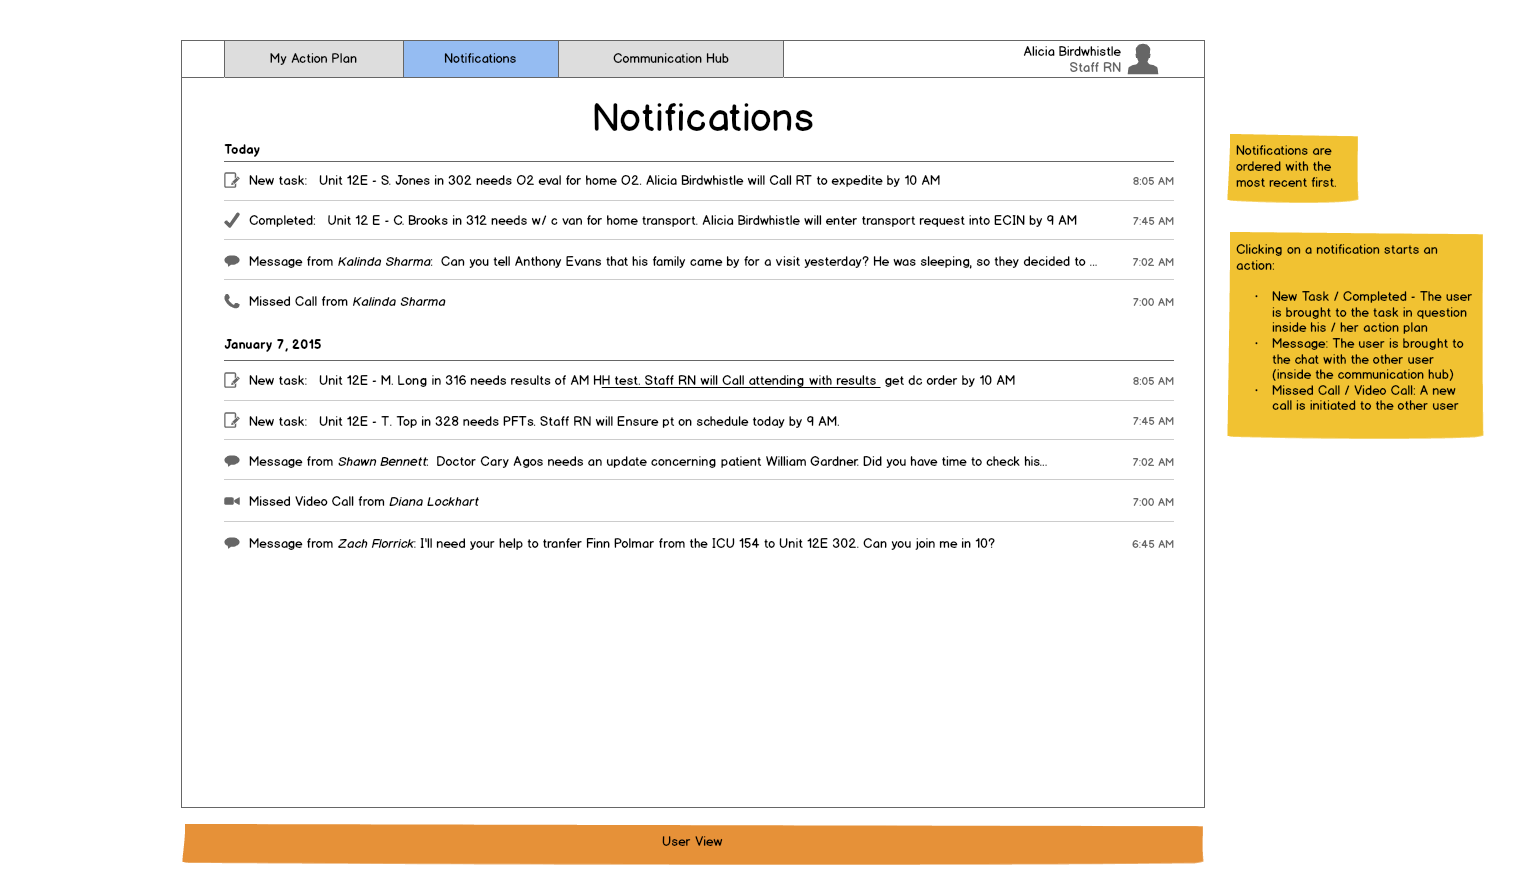 My Action Plan
Notifications
Communication Hub
Alicia Birdwhistle
Staff RN
Notifications
Today
New task: Unit 12E - S. Jones in 302 needs O2 eval for home O2. Alicia Birdwhistle will Call RT to expedite by 10 AM 8:05 AM
Completed: Unit 12 E - C. Brooks in 312 needs w/ c van for home transport. Alicia Birdwhistle will enter transport request into ECIN by 9 AM 7:45 AM
Message from Kalinda Sharma: Can you tell Anthony Evans that his family came by for a visit yesterday? He was sleeping, so they decided to ... 7:02 AM
Missed Call from Kalinda Sharma 7:00 AM
January 7, 2015
New task: Unit 12E - M. Long in 316 needs results of AM HH test. Staff RN will Call attending with results get dc order by 10 AM 8:05 AM
New task: Unit 12E - T. Top in 328 needs PFTs. Staff RN will Ensure pt on schedule today by 9 AM. 7:45 AM
Message from Shawn Bennett: Doctor Cary Agos needs an update concerning patient William Gardner. Did you have time to check his... 7:02 AM
Missed Video Call from Diana Lockhart 7:00 AM
Message from Zach Florrick: I'll need your help to tranfer Finn Polmar from the ICU 154 to Unit 12E 302. Can you join me in 10? 6:45 AM
Notifications are
ordered with the
most recent first.
Clicking on a notification starts an
action:
· New Task / Completed - The user
is brought to the task in question
inside his / her action plan
· Message: The user is brought to
the chat with the other user
(inside the communication hub)
· Missed Call / Video Call: A new
call is initiated to the other user
User View